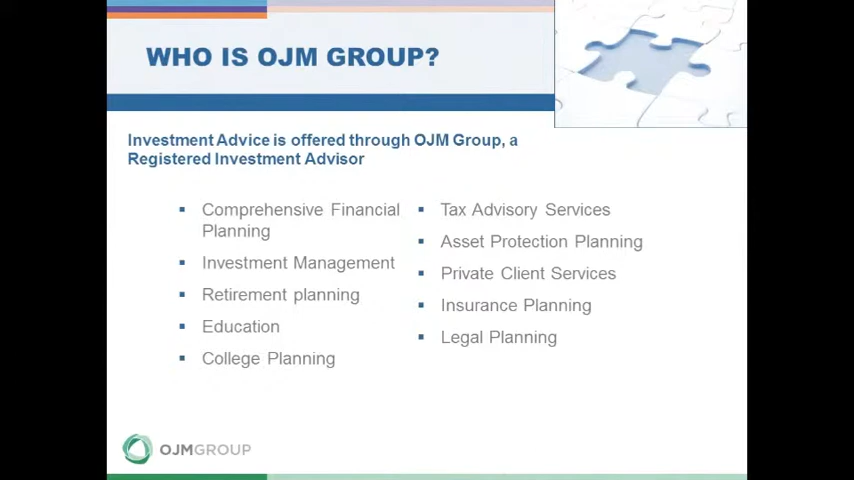 WHO IS OJM GROUP?
Investment Advice is offered through OJM Group, a
Registered Investment Advisor
▪ Comprehensive Financial
Planning
▪ Investment Management
▪ Retirement planning
▪ Education
▪ College Planning
▪ Tax Advisory Services
▪ Asset Protection Planning
▪ Private Client Services
▪ Insurance Planning
▪ Legal Planning
OJMGROUP